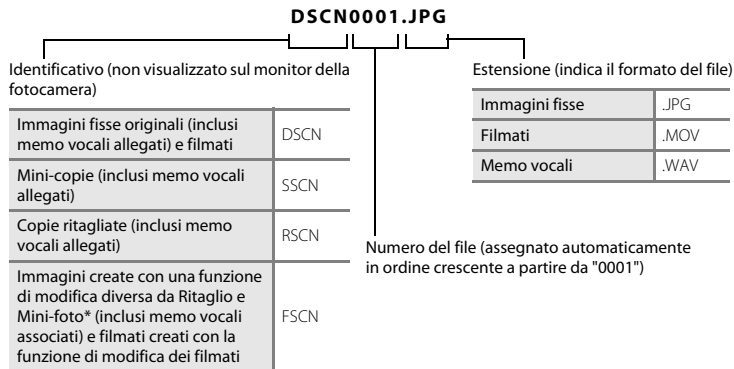 DSCN0001.JPG
Identificativo (non visualizzato sul monitor della
fotocamera)
Immagini fisse originali (inclusi
memo vocali allegati) e filmati
DSCN
Mini-copie (inclusi memo vocali
allegati)
SSCN
Copie ritagliate (inclusi memo
vocali allegati)
RSCN
Immagini create con una funzione
di modifica diversa da Ritaglio e
Mini-foto* (inclusi memo vocali
associati) e filmati creati con la
funzione di modifica dei filmati
FSCN
Numero del file (assegnato automaticamente
in ordine crescente a partire da "0001")
Estensione (indica il formato del file)
Immagini fisse
.JPG
Filmati
.MOV
Memo vocali
.WAV